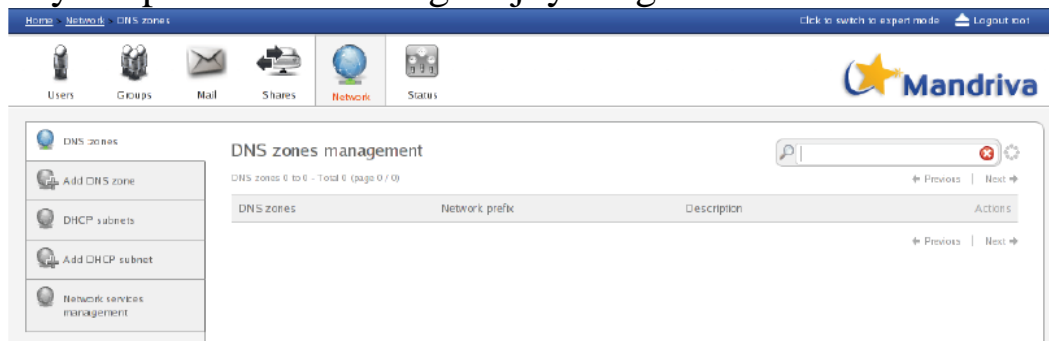 Home > Network > DNS zones
Click to switch to expert mode Logout root
Users Groups Mail Shares Network Status
Mandriva
DNS zones
Add DNS zone
DHCP subnets
Add DHCP subnet
Network services
management
DNS zones management
DNS zones 0 to 0 - Total 0 (page 0 / 0)
Previous | Next
DNS zones Network prefix Description Actions
Previous | Next